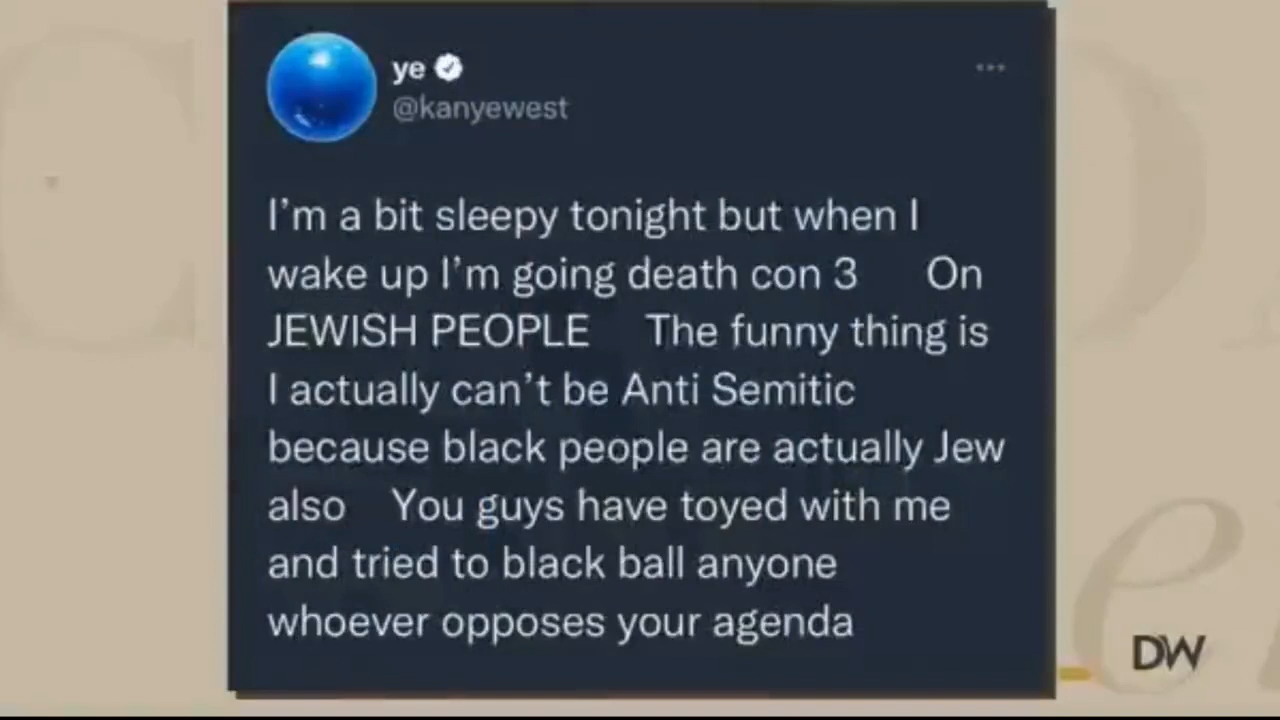 ye
@kanyewest
I'm a bit sleepy tonight but when I
wake up I'm going death con 3 On
JEWISH PEOPLE The funny thing is
I actually can't be Anti Semitic
because black people are actually Jew
also You guys have toyed with me
and tried to black ball anyone
whoever opposes your agenda
DW